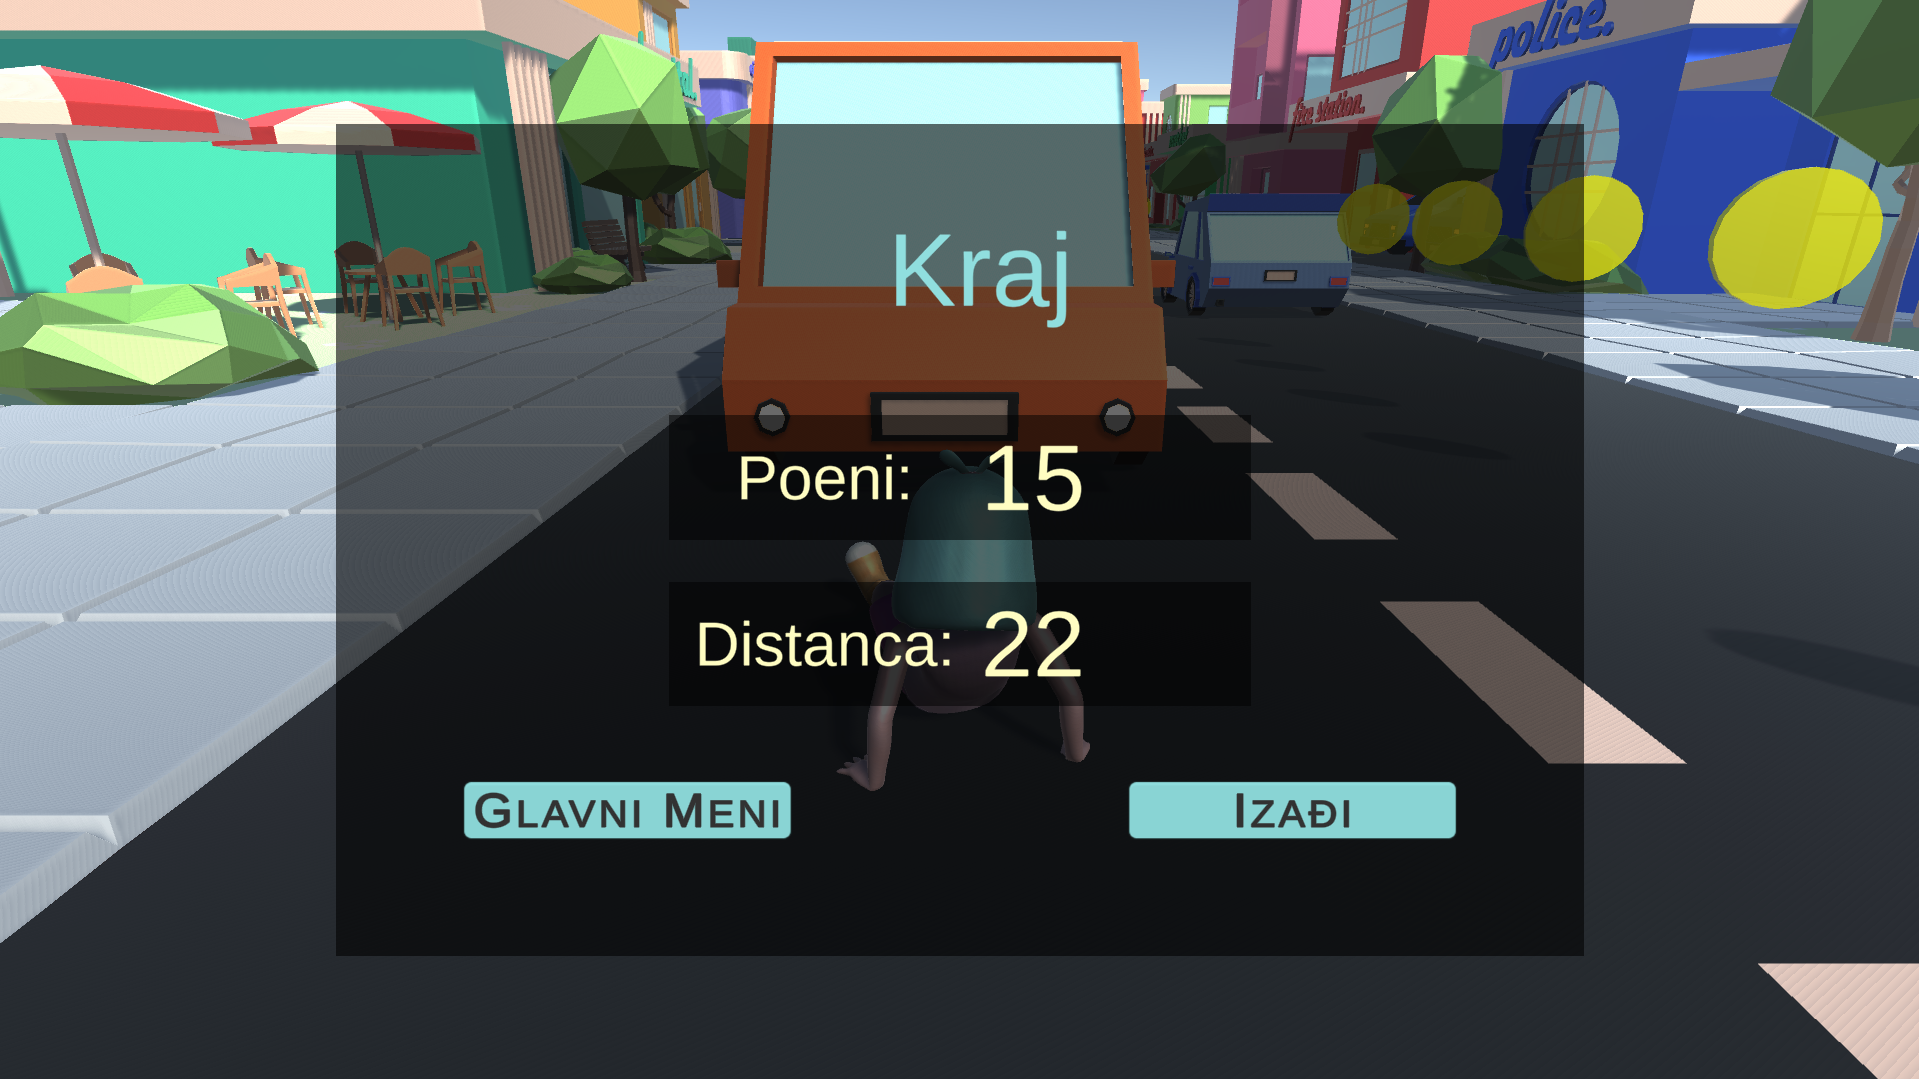 police.
fire station.
Kraj
Poeni: 15
Distanca: 22
GLAVNI MENI
IZAĐI